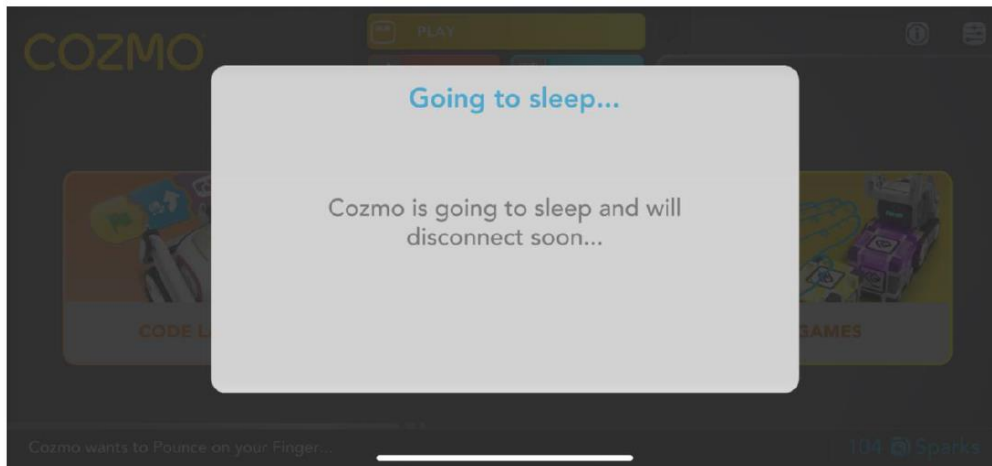 COZMO
PLAY
Going to sleep...
Cozmo is going to sleep and will
disconnect soon...
CODE L
GAMES
Cozmo wants to Pounce on your Finger...
104 Sparks